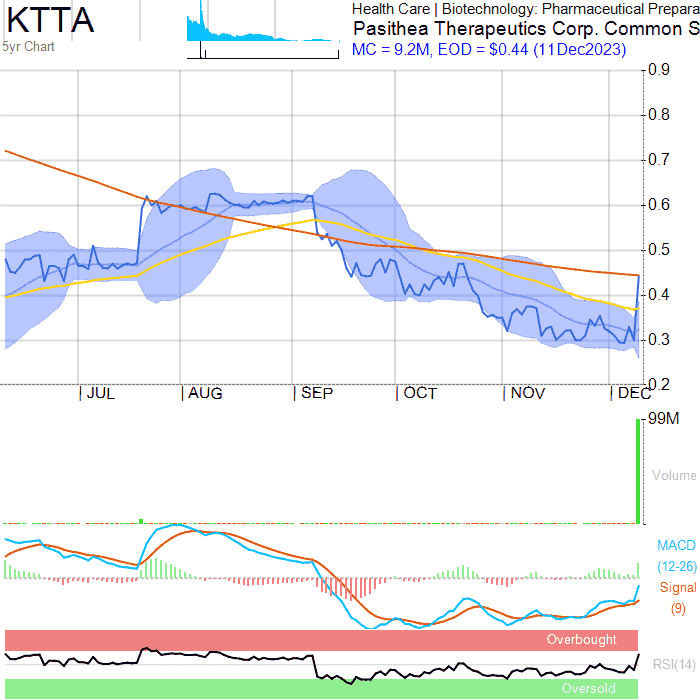 KTTA
5yr Chart
Health Care | Biotechnology: Pharmaceutical Prepara
Pasithea Therapeutics Corp. Common S
MC = 9.2M, EOD = $0.44 (11Dec2023)
0.9
0.8
0.7
0.6
0.5
0.4
0.3
0.2
JUL AUG SEP OCT NOV DEC
99M
Volume
MACD
(12-26)
Signal
(9)
Overbought
RSI(14)
Oversold